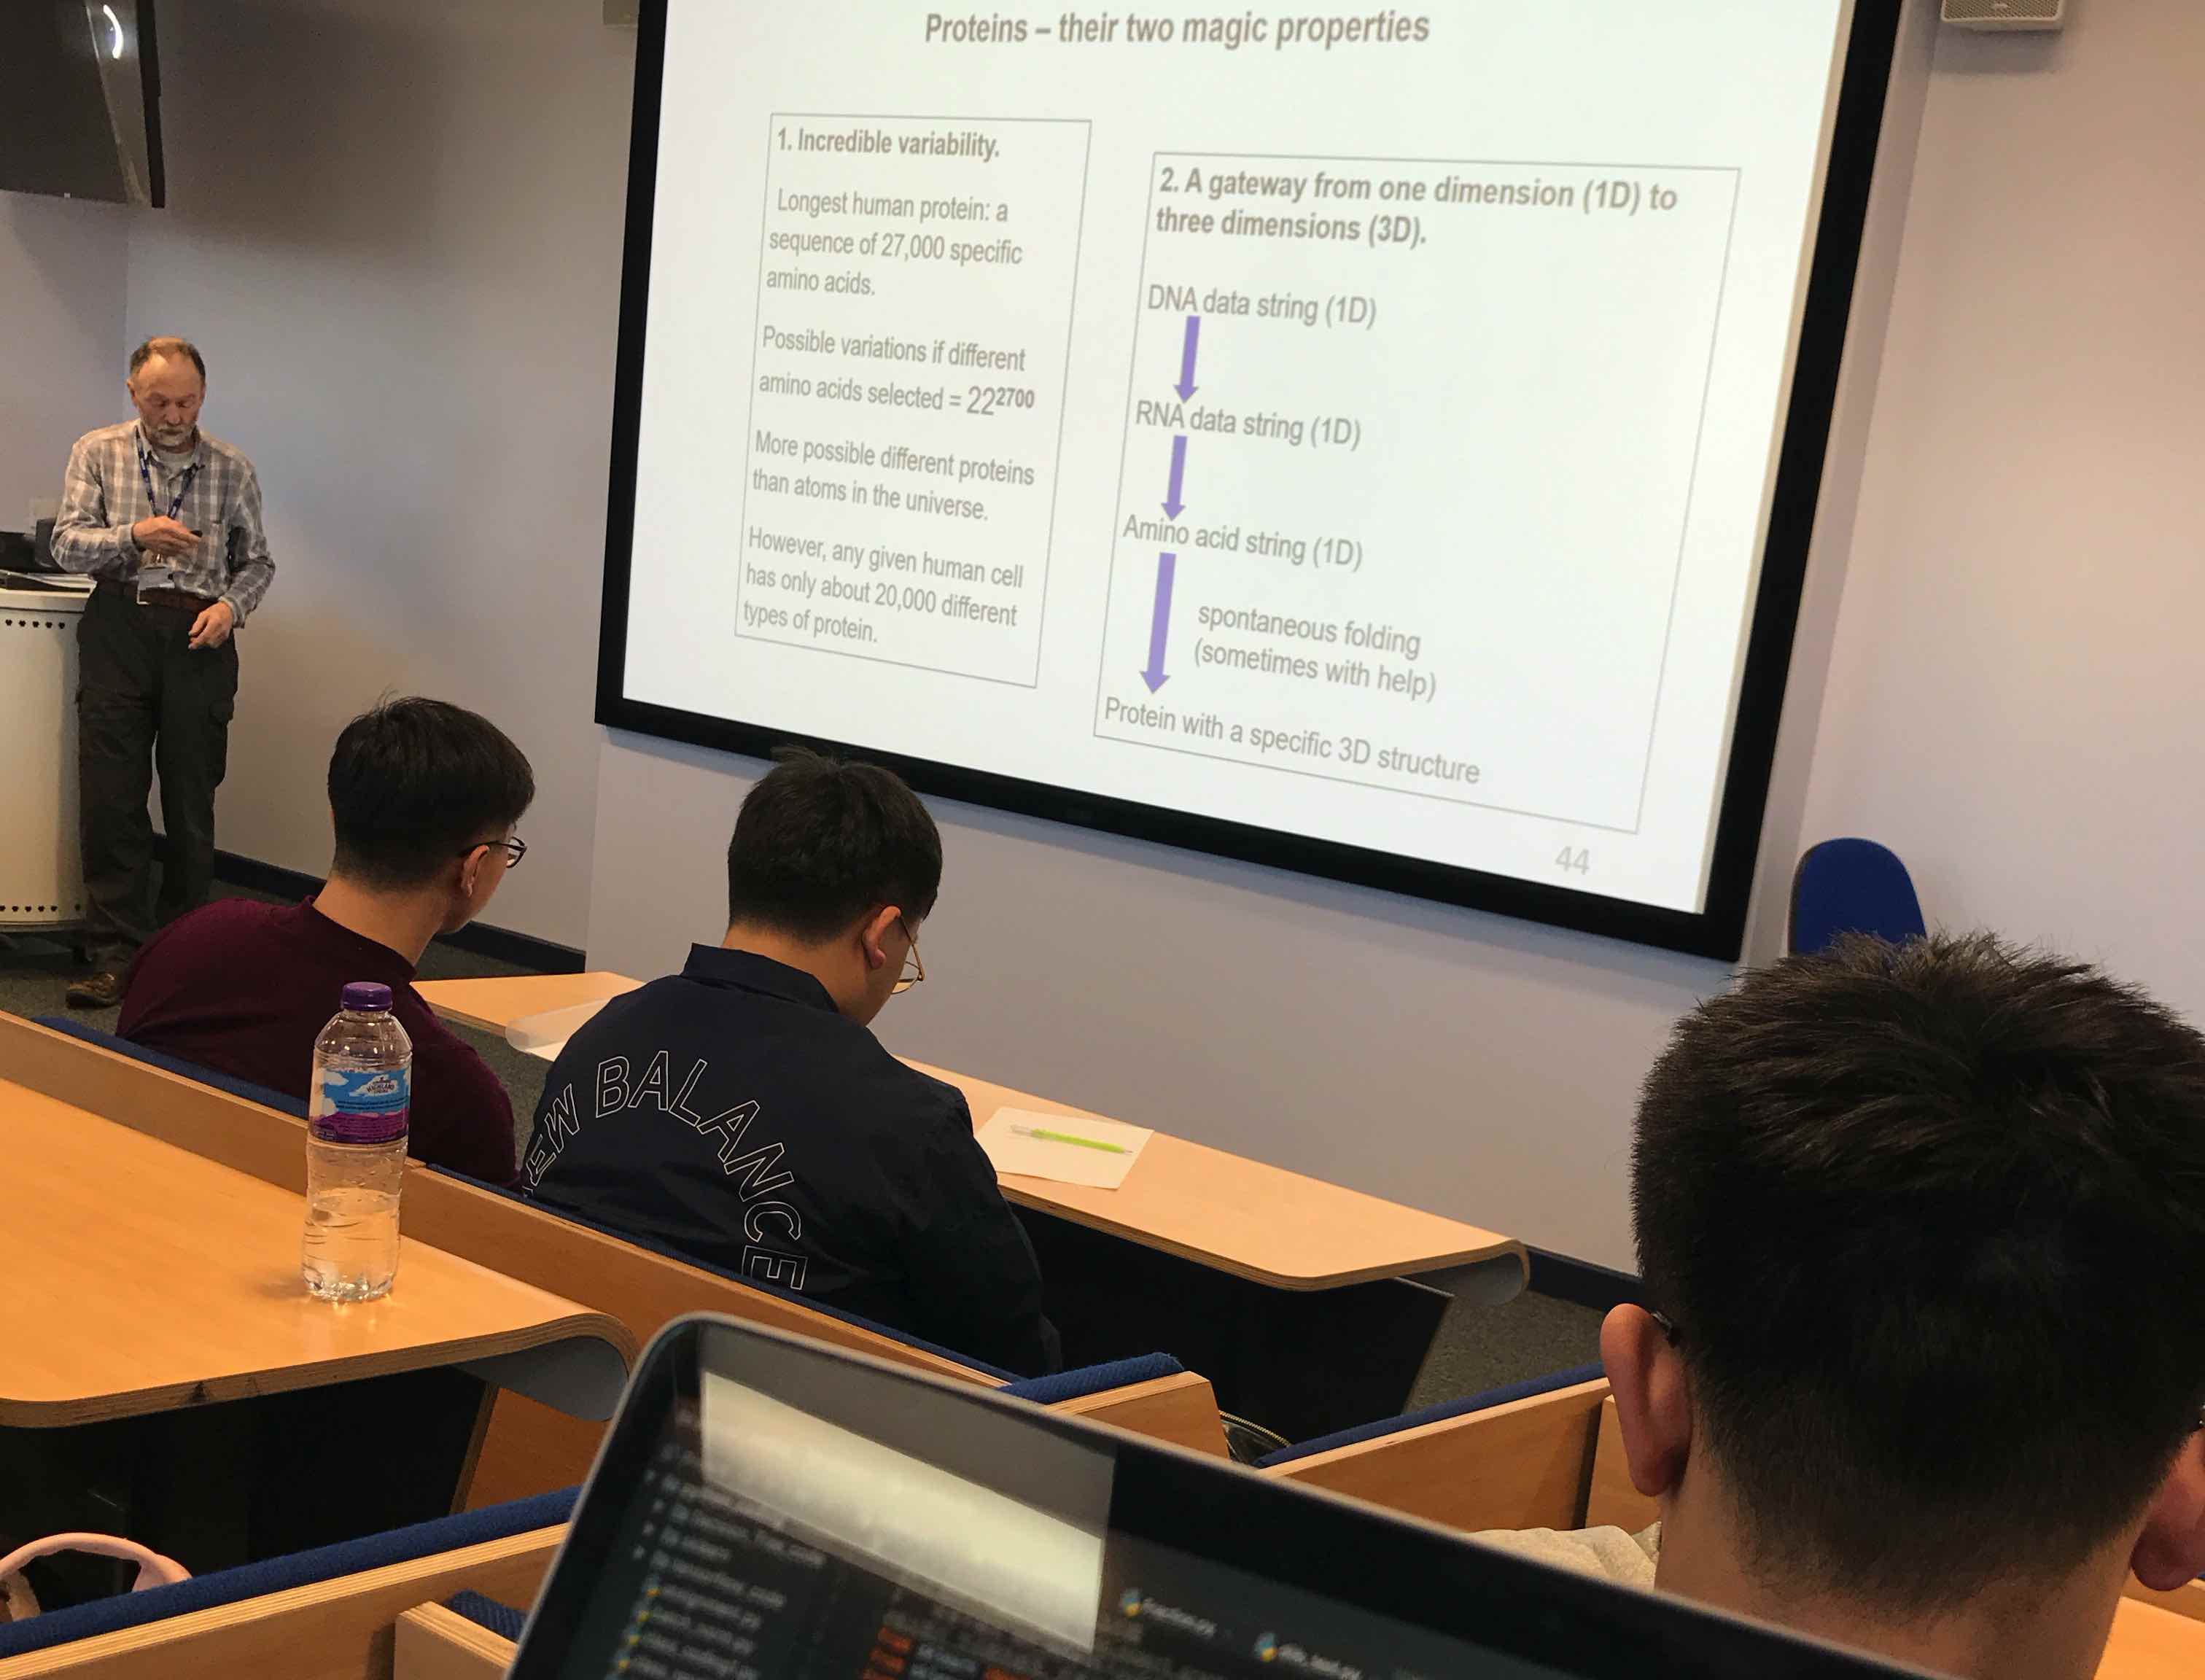 Proteins – their two magic properties
1. Incredible variability.
Longest human protein: a
sequence of 27,000 specific
amino acids.
Possible variations if different
amino acids selected = 22²⁷⁰⁰
More possible different proteins
than atoms in the universe.
However, any given human cell
has only about 20,000 different
types of protein.
2. A gateway from one dimension (1D) to
three dimensions (3D).
DNA data string (1D)
RNA data string (1D)
Amino acid string (1D)
spontaneous folding
(sometimes with help)
Protein with a specific 3D structure
44
EW BALANCE
HIGHLAND